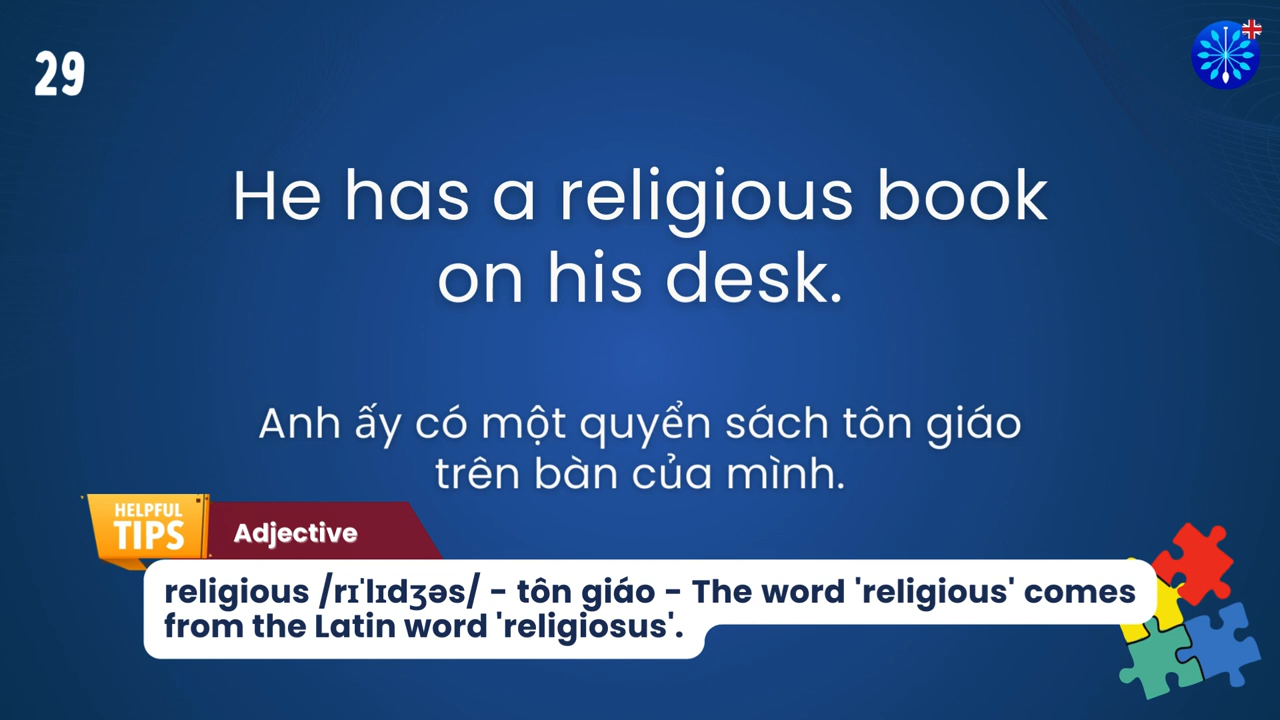 29
He has a religious book
on his desk.
Anh ấy có một quyển sách tôn giáo
trên bàn của mình.
HELPFUL
TIPS
Adjective
religious /rɪˈlɪdʒəs/ - tôn giáo - The word 'religious' comes
from the Latin word 'religiosus'.